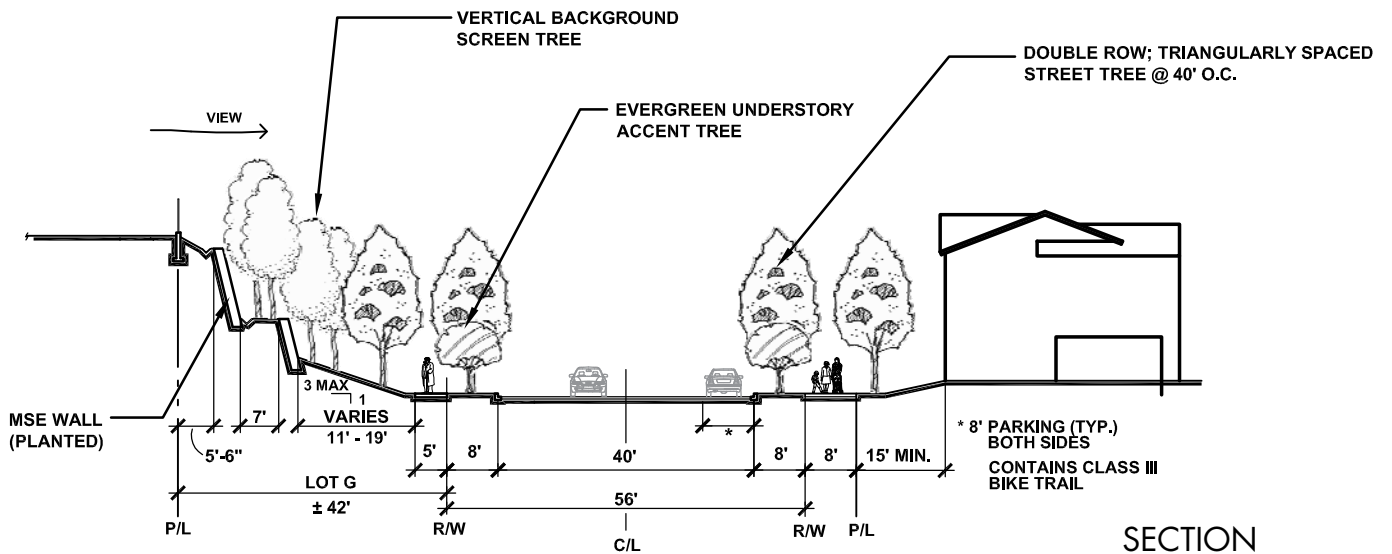 VERTICAL BACKGROUND
SCREEN TREE
DOUBLE ROW; TRIANGULARLY SPACED
STREET TREE @ 40' O.C.
EVERGREEN UNDERSTORY
ACCENT TREE
VIEW
MSE WALL
(PLANTED)
3 MAX
1
7'
VARIES
11' - 19'
5'-6"
5'
8'
40'
*
8'
8'
15' MIN.
* 8' PARKING (TYP.)
BOTH SIDES
CONTAINS CLASS III
BIKE TRAIL
LOT G
± 42'
56'
P/L
R/W
C/L
R/W
P/L
SECTION